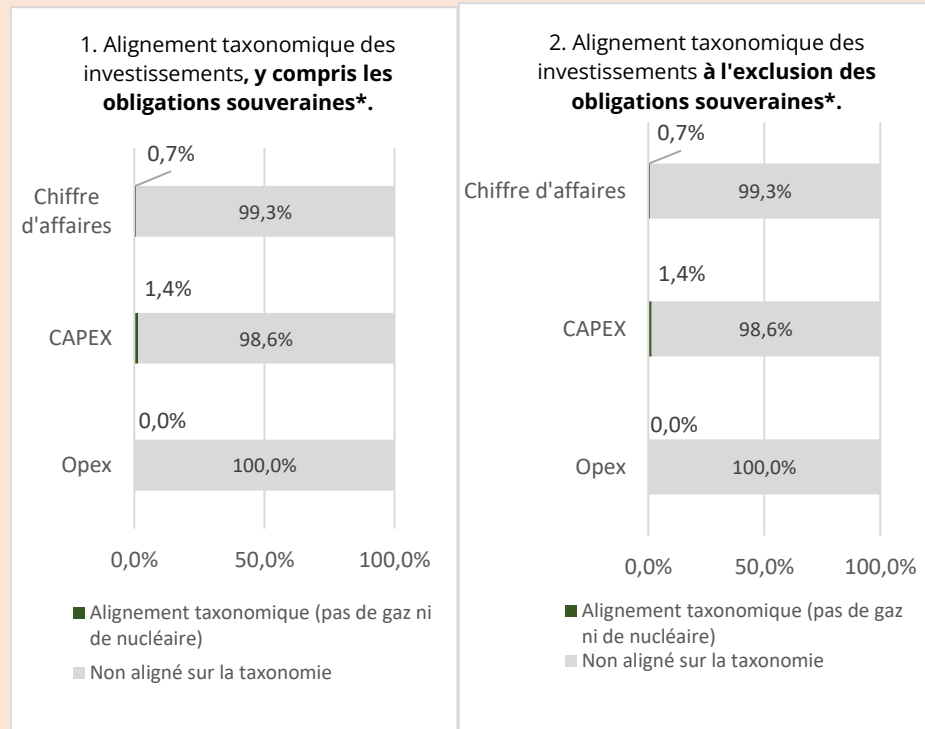 1. Alignement taxonomique des
investissements, y compris les
obligations souveraines*.
0,7%
Chiffre
d'affaires
99,3%
1,4%
CAPEX
98,6%
0,0%
Opex
100,0%
0,0%
50,0%
100,0%
Alignement taxonomique (pas de gaz ni
de nucléaire)
Non aligné sur la taxonomie
2. Alignement taxonomique des
investissements à l'exclusion des
obligations souveraines*.
0,7%
Chiffre d'affaires
99,3%
1,4%
CAPEX
98,6%
0,0%
Opex
100,0%
0,0%
50,0%
100,0%
Alignement taxonomique (pas de gaz
ni de nucléaire)
Non aligné sur la taxonomie